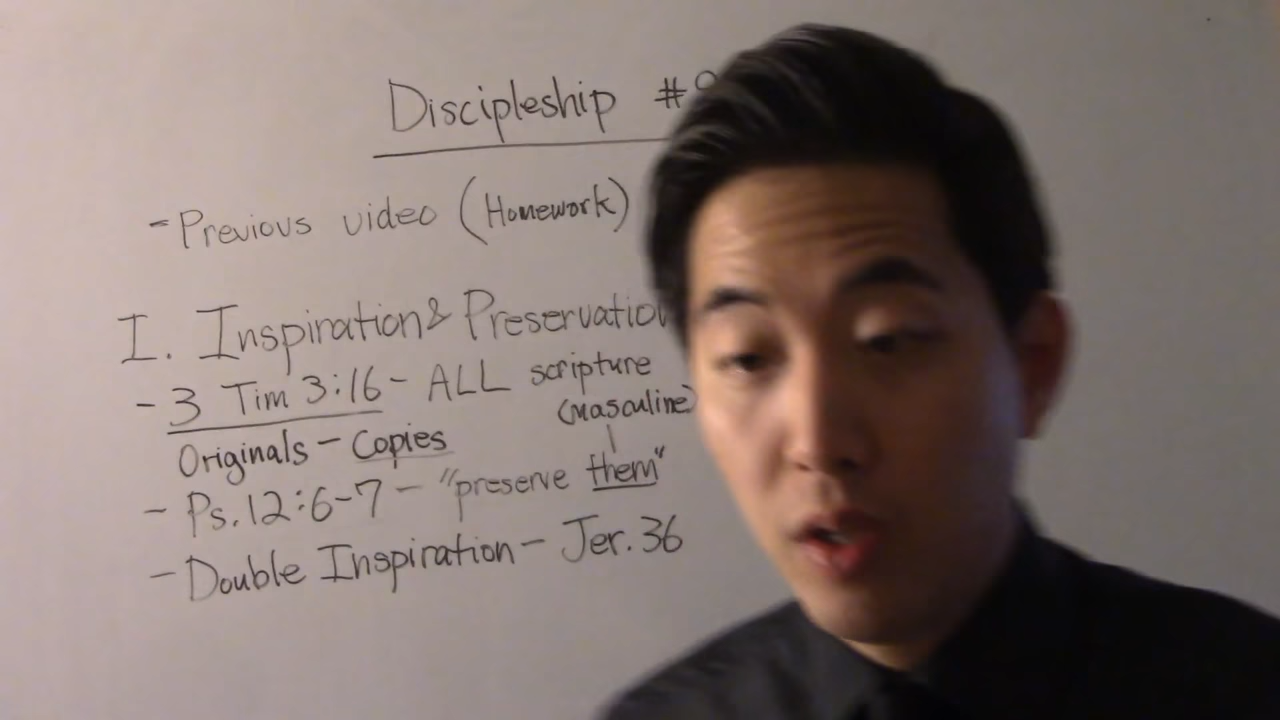 Discipleship #
- Previous video (Homework)
I. Inspiration & Preservation
- 3 Tim 3:16 - ALL scripture
(masculine)
Originals - Copies
- Ps. 12:6-7 - "preserve them"
- Double Inspiration - Jer. 36